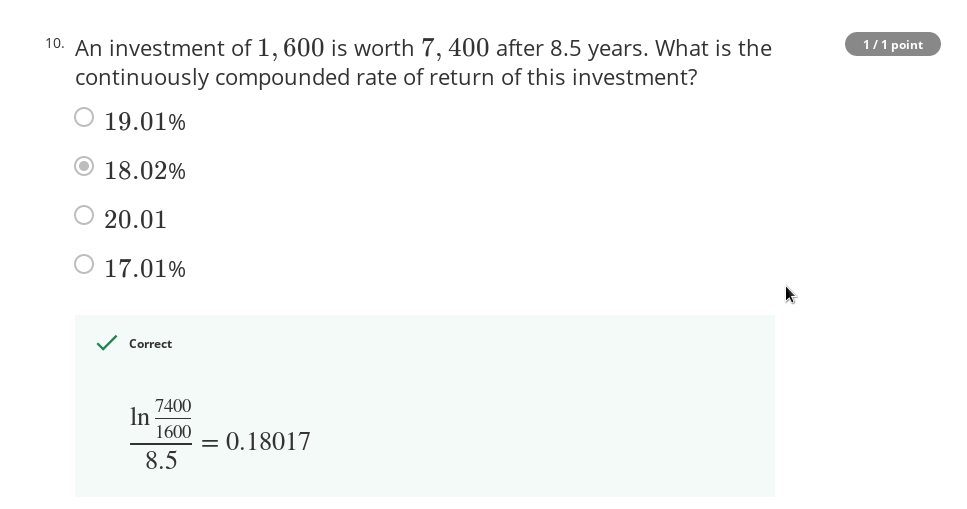 10. An investment of 1, 600 is worth 7, 400 after 8.5 years. What is the
1 / 1 point
continuously compounded rate of return of this investment?
19.01%
18.02%
20.01
17.01%
Correct
ln 7400/1600 / 8.5 = 0.18017